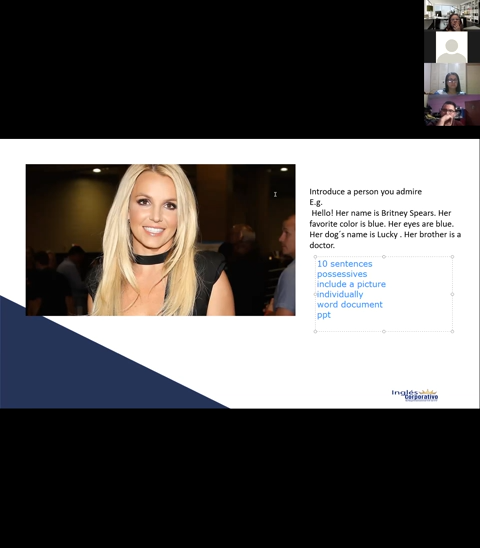 Introduce a person you admire
E.g.
Hello! Her name is Britney Spears. Her
favorite color is blue. Her eyes are blue.
Her dog´s name is Lucky . Her brother is a
doctor.
10 sentences
possessives
include a picture
individually
word document
ppt
Inglés
Corporativo